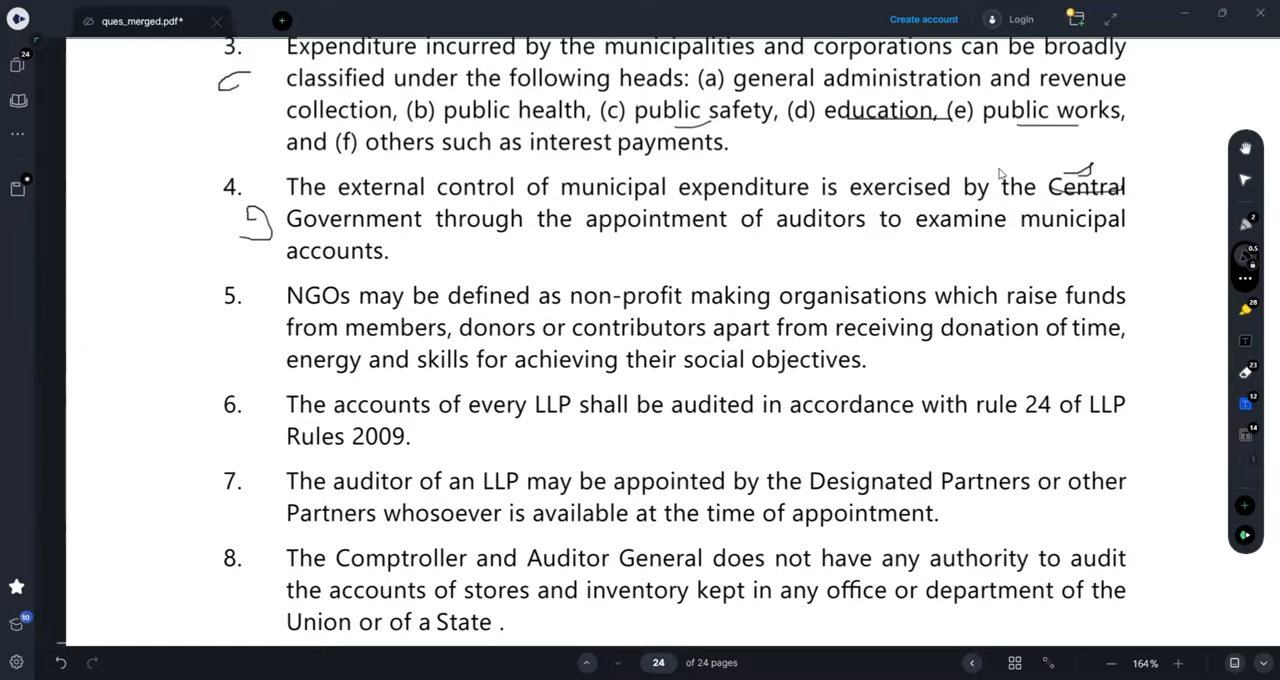 ques_merged.pdf*
Create account
Login
24
3. Expenditure incurred by the municipalities and corporations can be broadly
classified under the following heads: (a) general administration and revenue
collection, (b) public health, (c) public safety, (d) education, (e) public works,
and (f) others such as interest payments.
4. The external control of municipal expenditure is exercised by the Central
Government through the appointment of auditors to examine municipal
accounts.
5. NGOs may be defined as non-profit making organisations which raise funds
from members, donors or contributors apart from receiving donation of time,
energy and skills for achieving their social objectives.
6. The accounts of every LLP shall be audited in accordance with rule 24 of LLP
Rules 2009.
7. The auditor of an LLP may be appointed by the Designated Partners or other
Partners whosoever is available at the time of appointment.
8. The Comptroller and Auditor General does not have any authority to audit
the accounts of stores and inventory kept in any office or department of the
Union or of a State .
2
0.5
28
23
12
14
10
24 of 24 pages
164%